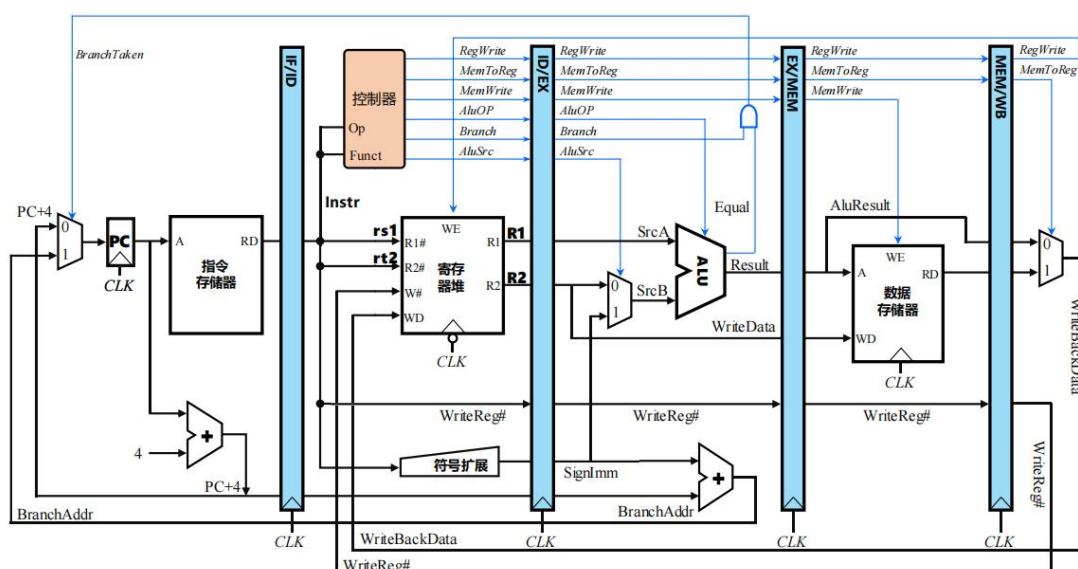 BranchTaken
IF/ID
控制器
Op
Funct
RegWrite
MemToReg
MemWrite
AluOP
Branch
AluSrc
ID/EX
RegWrite
MemToReg
MemWrite
AluOP
Branch
AluSrc
EX/MEM
RegWrite
MemToReg
MemWrite
MEM/WB
RegWrite
MemToReg
PC+4
0
1
PC
CLK
A
RD
指令
存储器
Instr
rs1
rt2
R1#
R2#
W#
WD
WE
R1
R2
寄存
器堆
CLK
R1
R2
0
1
SrcA
SrcB
ALU
Equal
Result
WriteData
AluResult
A
WE
RD
数据
存储器
WD
CLK
0
1
WriteBackData
4
+
PC+4
WriteReg#
WriteReg#
WriteReg#
WriteReg#
符号扩展
SignImm
+
BranchAddr
BranchAddr
CLK
CLK
CLK
CLK
WriteBackData
WriteReg#